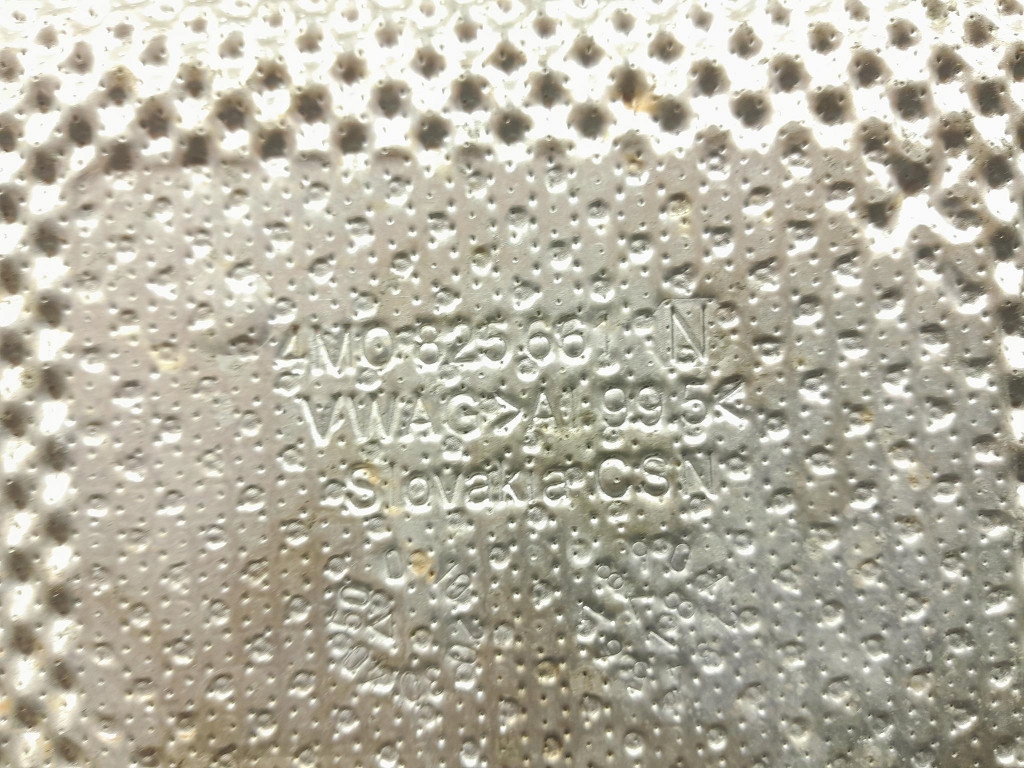 4M0 825 661 N
VWAG>Al 99,5<
Slovakia CSN